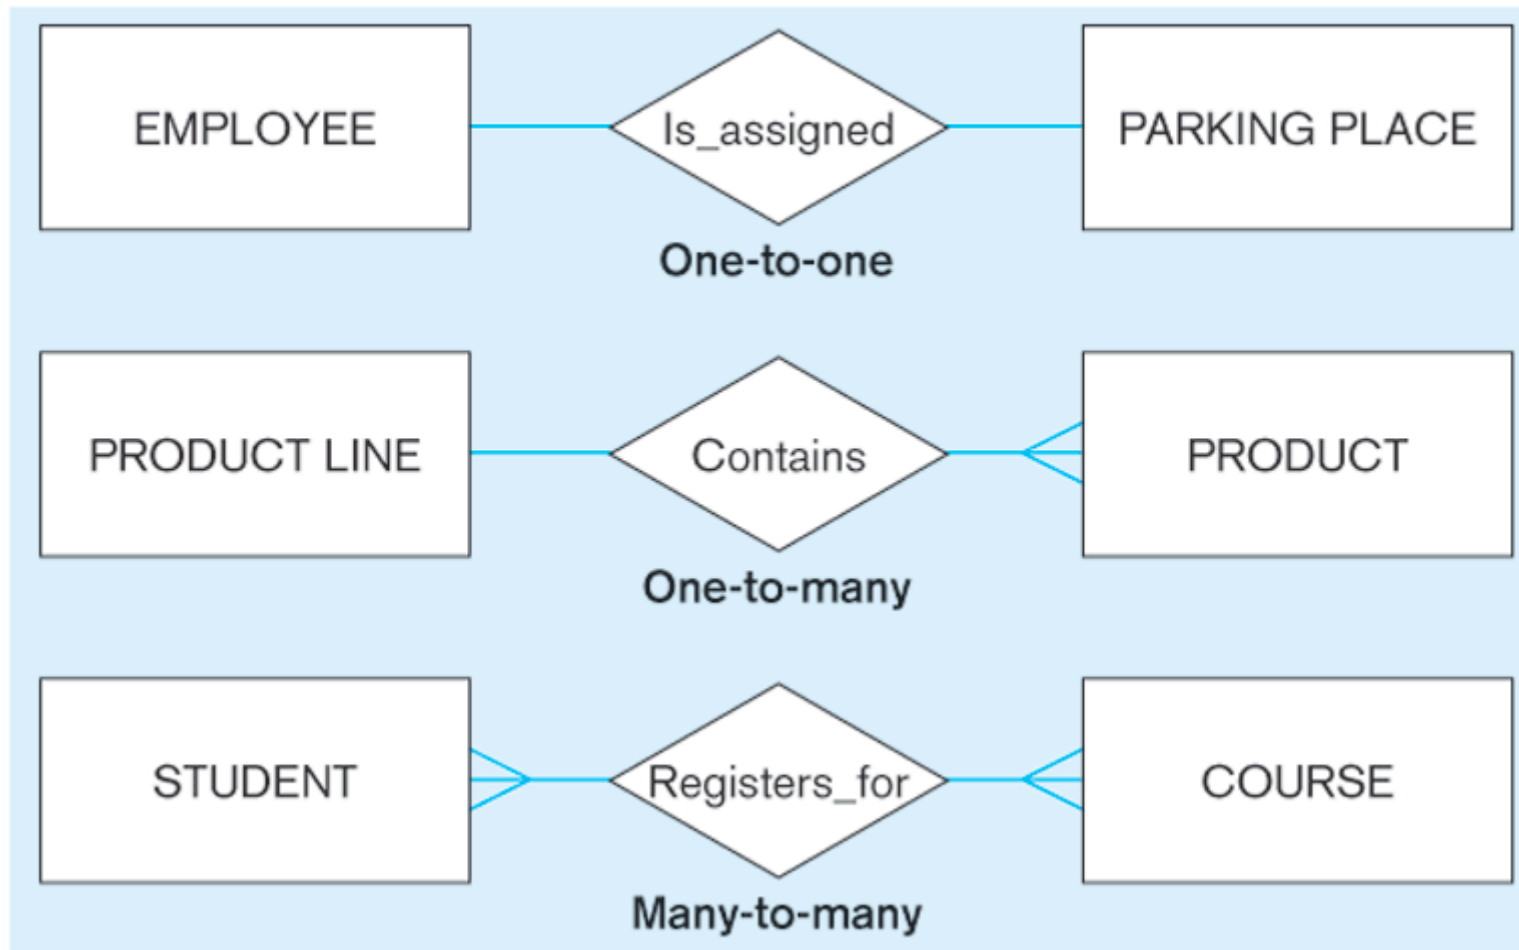 EMPLOYEE
Is_assigned
PARKING PLACE
One-to-one
PRODUCT LINE
Contains
PRODUCT
One-to-many
STUDENT
Registers_for
COURSE
Many-to-many